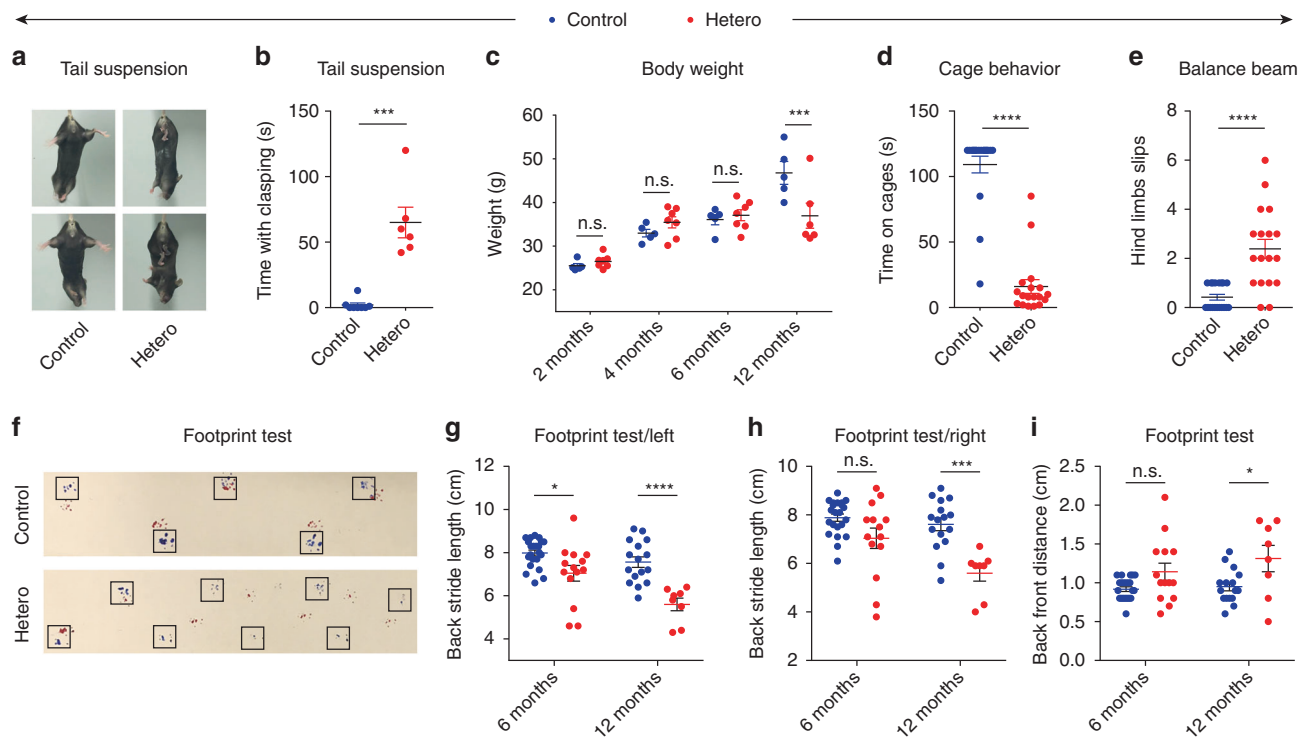 Control Hetero
a Tail suspension
Control
Hetero
b Tail suspension
Time with clasping (s)
150
100
50
0
***
Control
Hetero
c Body weight
Weight (g)
60
50
40
30
20
n.s.
n.s.
n.s.
***
2 months
4 months
6 months
12 months
d Cage behavior
Time on cages (s)
150
100
50
0
****
Control
Hetero
e Balance beam
Hind limbs slips
8
6
4
2
0
****
Control
Hetero
f Footprint test
Control
Hetero
g Footprint test/left
Back stride length (cm)
12
10
8
6
4
*
****
6 months
12 months
h Footprint test/right
Back stride length (cm)
10
8
6
4
2
n.s.
***
6 months
12 months
i Footprint test
Back front distance (cm)
2.5
2.0
1.5
1.0
0.5
0.0
n.s.
*
6 months
12 months